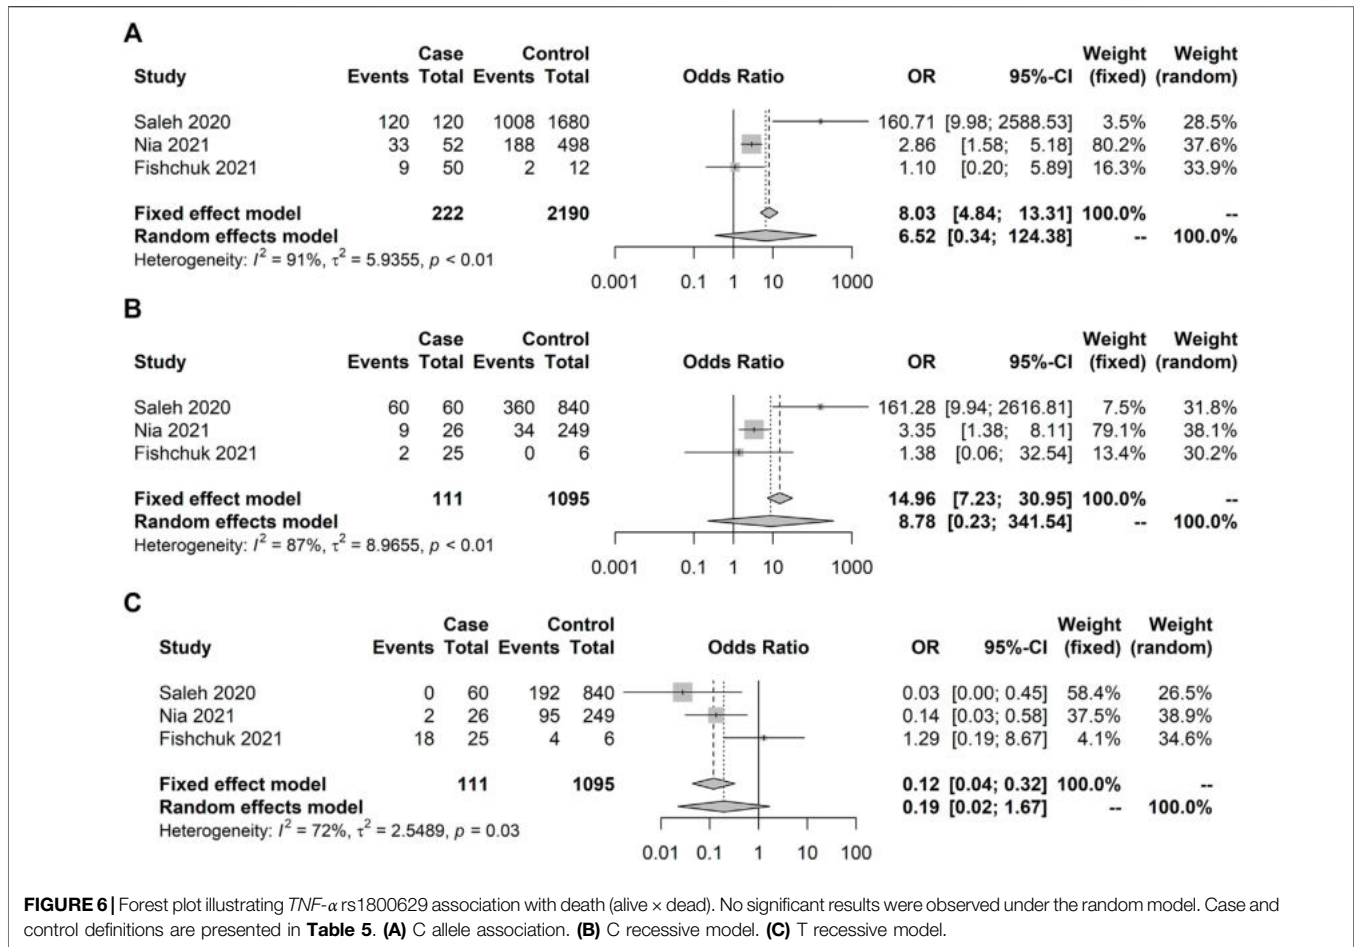 A
Case Control Weight Weight
Study Events Total Events Total Odds Ratio OR 95%-CI (fixed) (random)
Saleh 2020 120 120 1008 1680 160.71 [9.98; 2588.53] 3.5% 28.5%
Nia 2021 33 52 188 498 2.86 [1.58; 5.18] 80.2% 37.6%
Fishchuk 2021 9 50 2 12 1.10 [0.20; 5.89] 16.3% 33.9%
Fixed effect model 222 2190 8.03 [4.84; 13.31] 100.0% --
Random effects model 6.52 [0.34; 124.38] -- 100.0%
Heterogeneity: I² = 91%, τ² = 5.9355, p < 0.01
0.001 0.1 1 10 1000
B
Case Control Weight Weight
Study Events Total Events Total Odds Ratio OR 95%-CI (fixed) (random)
Saleh 2020 60 60 360 840 161.28 [9.94; 2616.81] 7.5% 31.8%
Nia 2021 9 26 34 249 3.35 [1.38; 8.11] 79.1% 38.1%
Fishchuk 2021 2 25 0 6 1.38 [0.06; 32.54] 13.4% 30.2%
Fixed effect model 111 1095 14.96 [7.23; 30.95] 100.0% --
Random effects model 8.78 [0.23; 341.54] -- 100.0%
Heterogeneity: I² = 87%, τ² = 8.9655, p < 0.01
0.001 0.1 1 10 1000
C
Case Control Weight Weight
Study Events Total Events Total Odds Ratio OR 95%-CI (fixed) (random)
Saleh 2020 0 60 192 840 0.03 [0.00; 0.45] 58.4% 26.5%
Nia 2021 2 26 95 249 0.14 [0.03; 0.58] 37.5% 38.9%
Fishchuk 2021 18 25 4 6 1.29 [0.19; 8.67] 4.1% 34.6%
Fixed effect model 111 1095 0.12 [0.04; 0.32] 100.0% --
Random effects model 0.19 [0.02; 1.67] -- 100.0%
Heterogeneity: I² = 72%, τ² = 2.5489, p = 0.03
0.01 0.1 1 10 100
FIGURE 6 | Forest plot illustrating TNF-α rs1800629 association with death (alive × dead). No significant results were observed under the random model. Case and
control definitions are presented in Table 5. (A) C allele association. (B) C recessive model. (C) T recessive model.